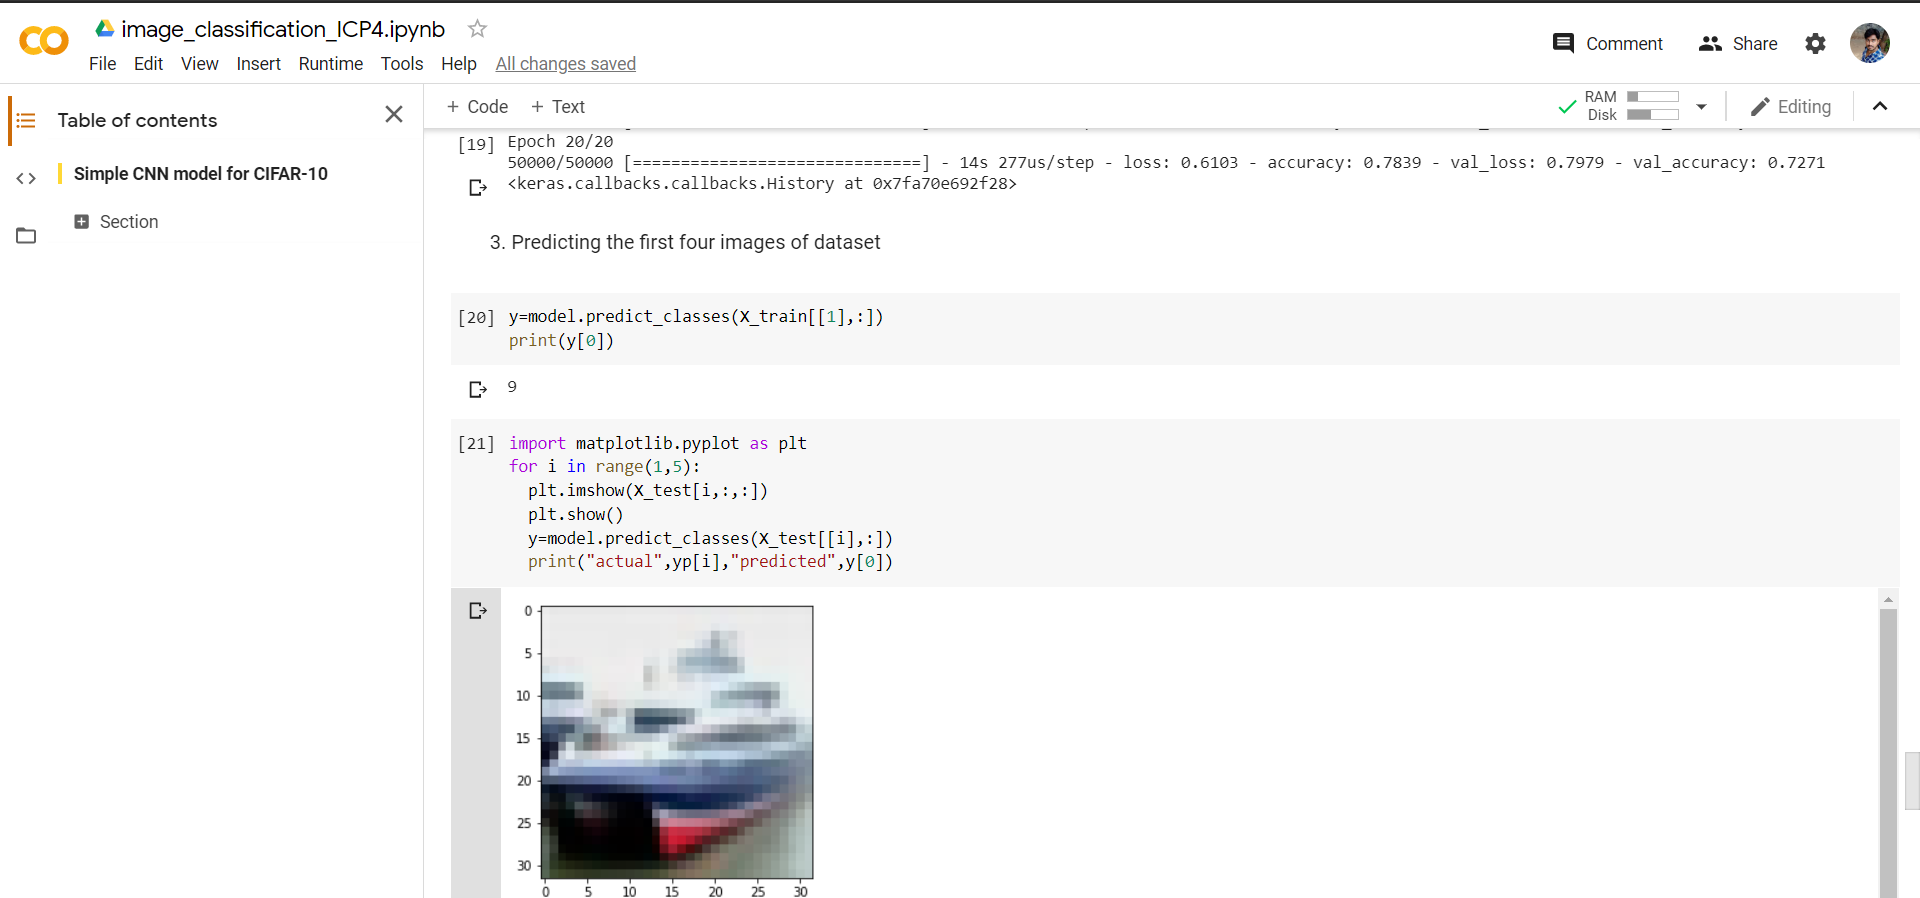 image_classification_ICP4.ipynb
File Edit View Insert Runtime Tools Help All changes saved
Comment Share
Table of contents
+ Code + Text
RAM
Disk
Editing
Simple CNN model for CIFAR-10
Section
[19] Epoch 20/20
50000/50000 [==============================] - 14s 277us/step - loss: 0.6103 - accuracy: 0.7839 - val_loss: 0.7979 - val_accuracy: 0.7271
<keras.callbacks.callbacks.History at 0x7fa70e692f28>
3. Predicting the first four images of dataset
[20] y=model.predict_classes(X_train[[1],:])
print(y[0])
9
[21] import matplotlib.pyplot as plt
for i in range(1,5):
  plt.imshow(X_test[i,:,:])
  plt.show()
  y=model.predict_classes(X_test[[i],:])
  print("actual",yp[i],"predicted",y[0])
0
5
10
15
20
25
30
0 5 10 15 20 25 30